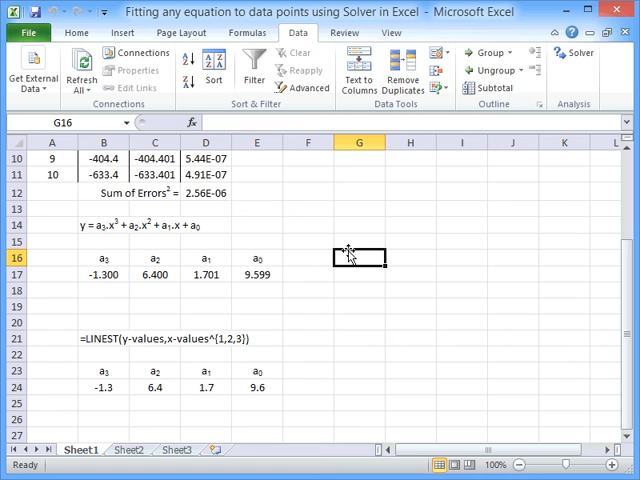 Fitting any equation to data points using Solver in Excel - Microsoft Excel
File Home Insert Page Layout Formulas Data Review View
Get External Data
Refresh All
Connections
Properties
Edit Links
Connections
Sort
Filter
Clear
Reapply
Advanced
Sort & Filter
Text to Columns
Remove Duplicates
Data Tools
Group
Ungroup
Subtotal
Outline
Solver
Analysis
G16 fx
A B C D E F G H I J K L
10 9 -404.4 -404.401 5.44E-07
11 10 -633.4 -633.401 4.91E-07
12 Sum of Errors² = 2.56E-06
13
14 y = a₃.x³ + a₂.x² + a₁.x + a₀
15
16 a₃ a₂ a₁ a₀
17 -1.300 6.400 1.701 9.599
18
19
20
21 =LINEST(y-values,x-values^{1,2,3})
22
23 a₃ a₂ a₁ a₀
24 -1.3 6.4 1.7 9.6
25
26
27
Sheet1 Sheet2 Sheet3
Ready 100%